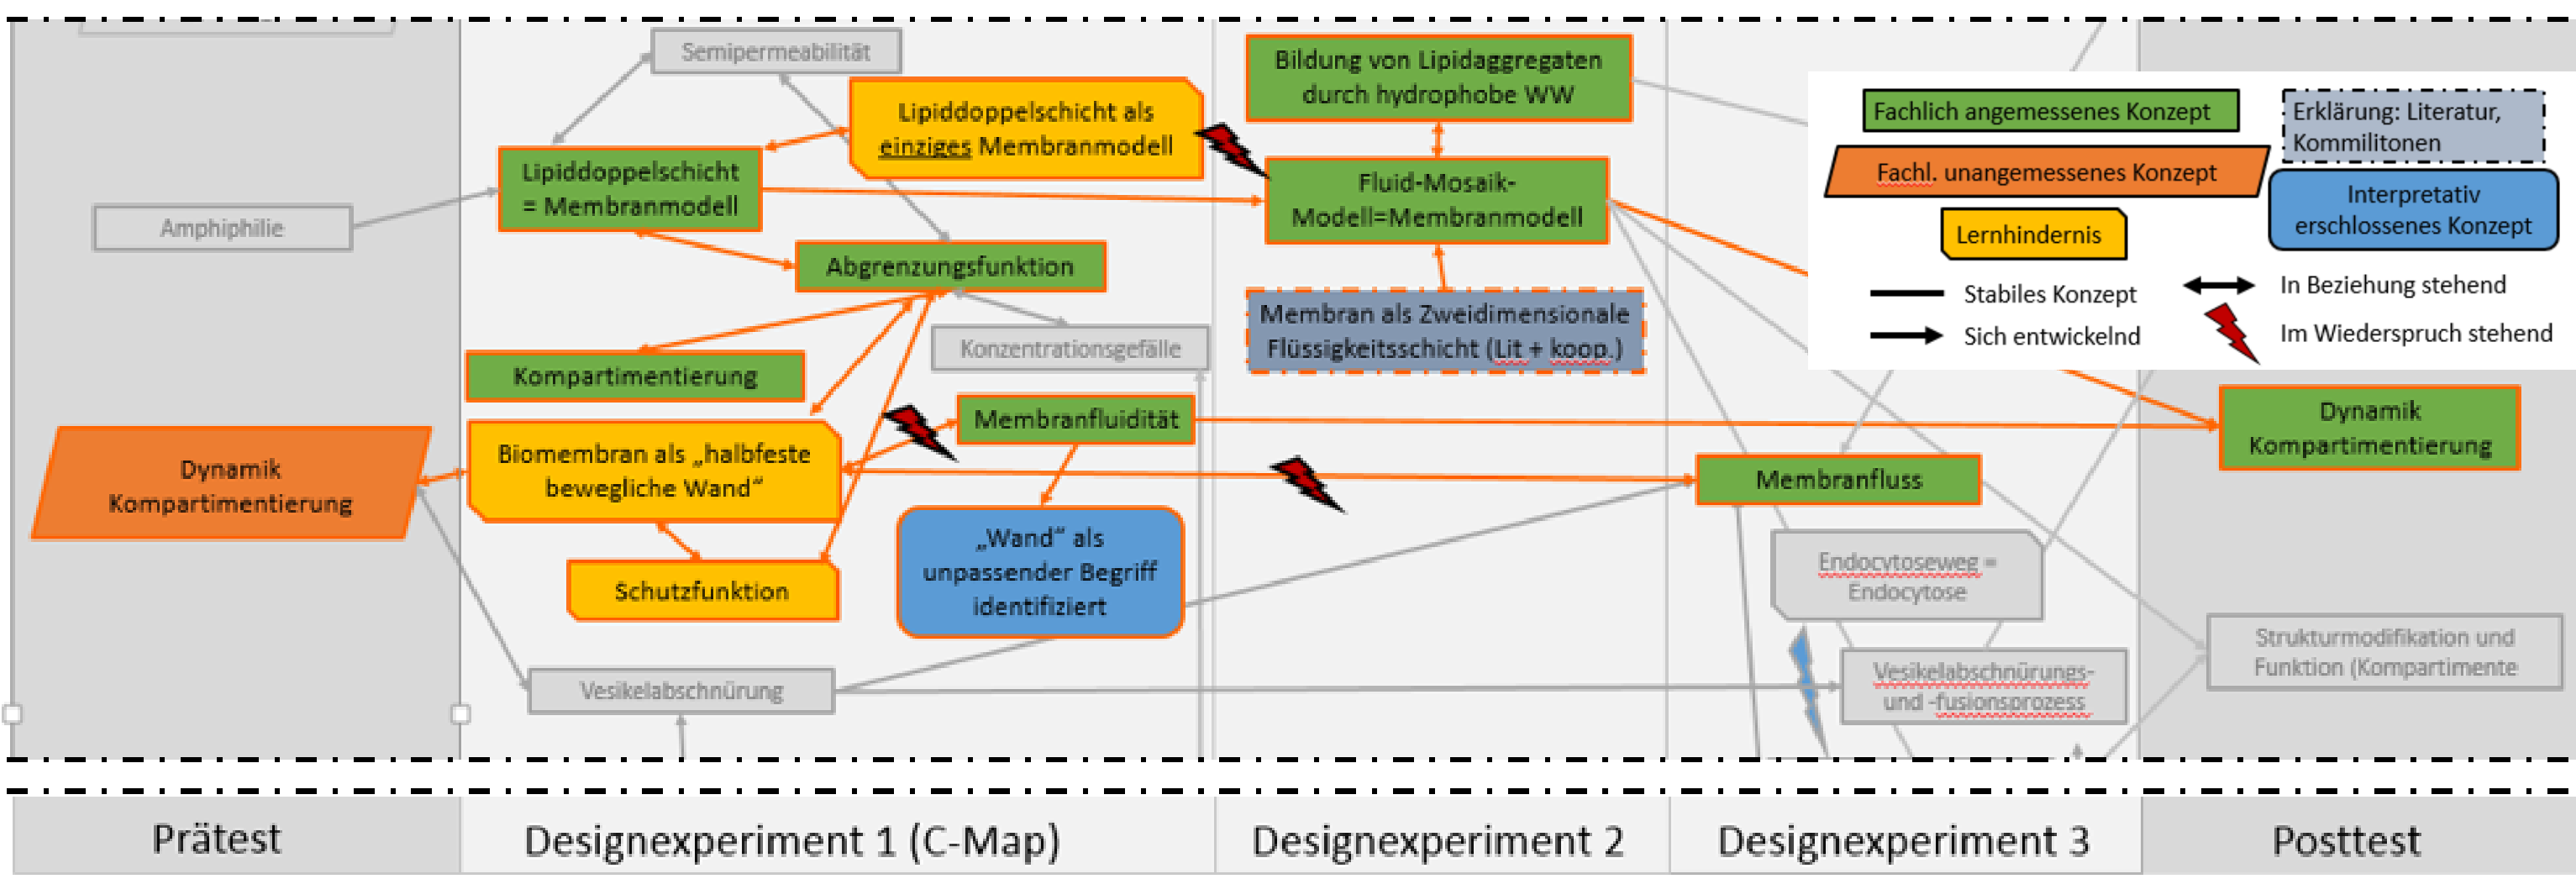 Semipermeabilität
Lipiddoppelschicht als
einziges Membranmodell
Bildung von Lipidaggregaten
durch hydrophobe WW
Lipiddoppelschicht
= Membranmodell
Fluid-Mosaik-
Modell=Membranmodell
Amphiphilie
Abgrenzungsfunktion
Membran als Zweidimensionale
Flüssigkeitsschicht (Lit + koop.)
Konzentrationsgefälle
Kompartimentierung
Membranfluidität
Dynamik
Kompartimentierung
Biomembran als „halbfeste
bewegliche Wand“
Dynamik
Kompartimentierung
Membranfluss
„Wand“ als
unpassender Begriff
identifiziert
Schutzfunktion
Endocytoseweg =
Endocytose
Vesikelabschnürung
Vesikelabschnürungs-
und -fusionsprozess
Strukturmodifikation und
Funktion (Kompartimente
Fachlich angemessenes Konzept
Erklärung: Literatur,
Kommilitonen
Fachl. unangemessenes Konzept
Interpretativ
erschlossenes Konzept
Lernhindernis
Stabiles Konzept
In Beziehung stehend
Sich entwickelnd
Im Wiederspruch stehend
Prätest
Designexperiment 1 (C-Map)
Designexperiment 2
Designexperiment 3
Posttest